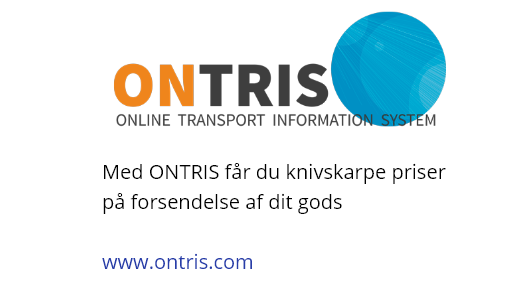 ONTRIS
ONLINE TRANSPORT INFORMATION SYSTEM
Med ONTRIS får du knivskarpe priser
på forsendelse af dit gods
www.ontris.com